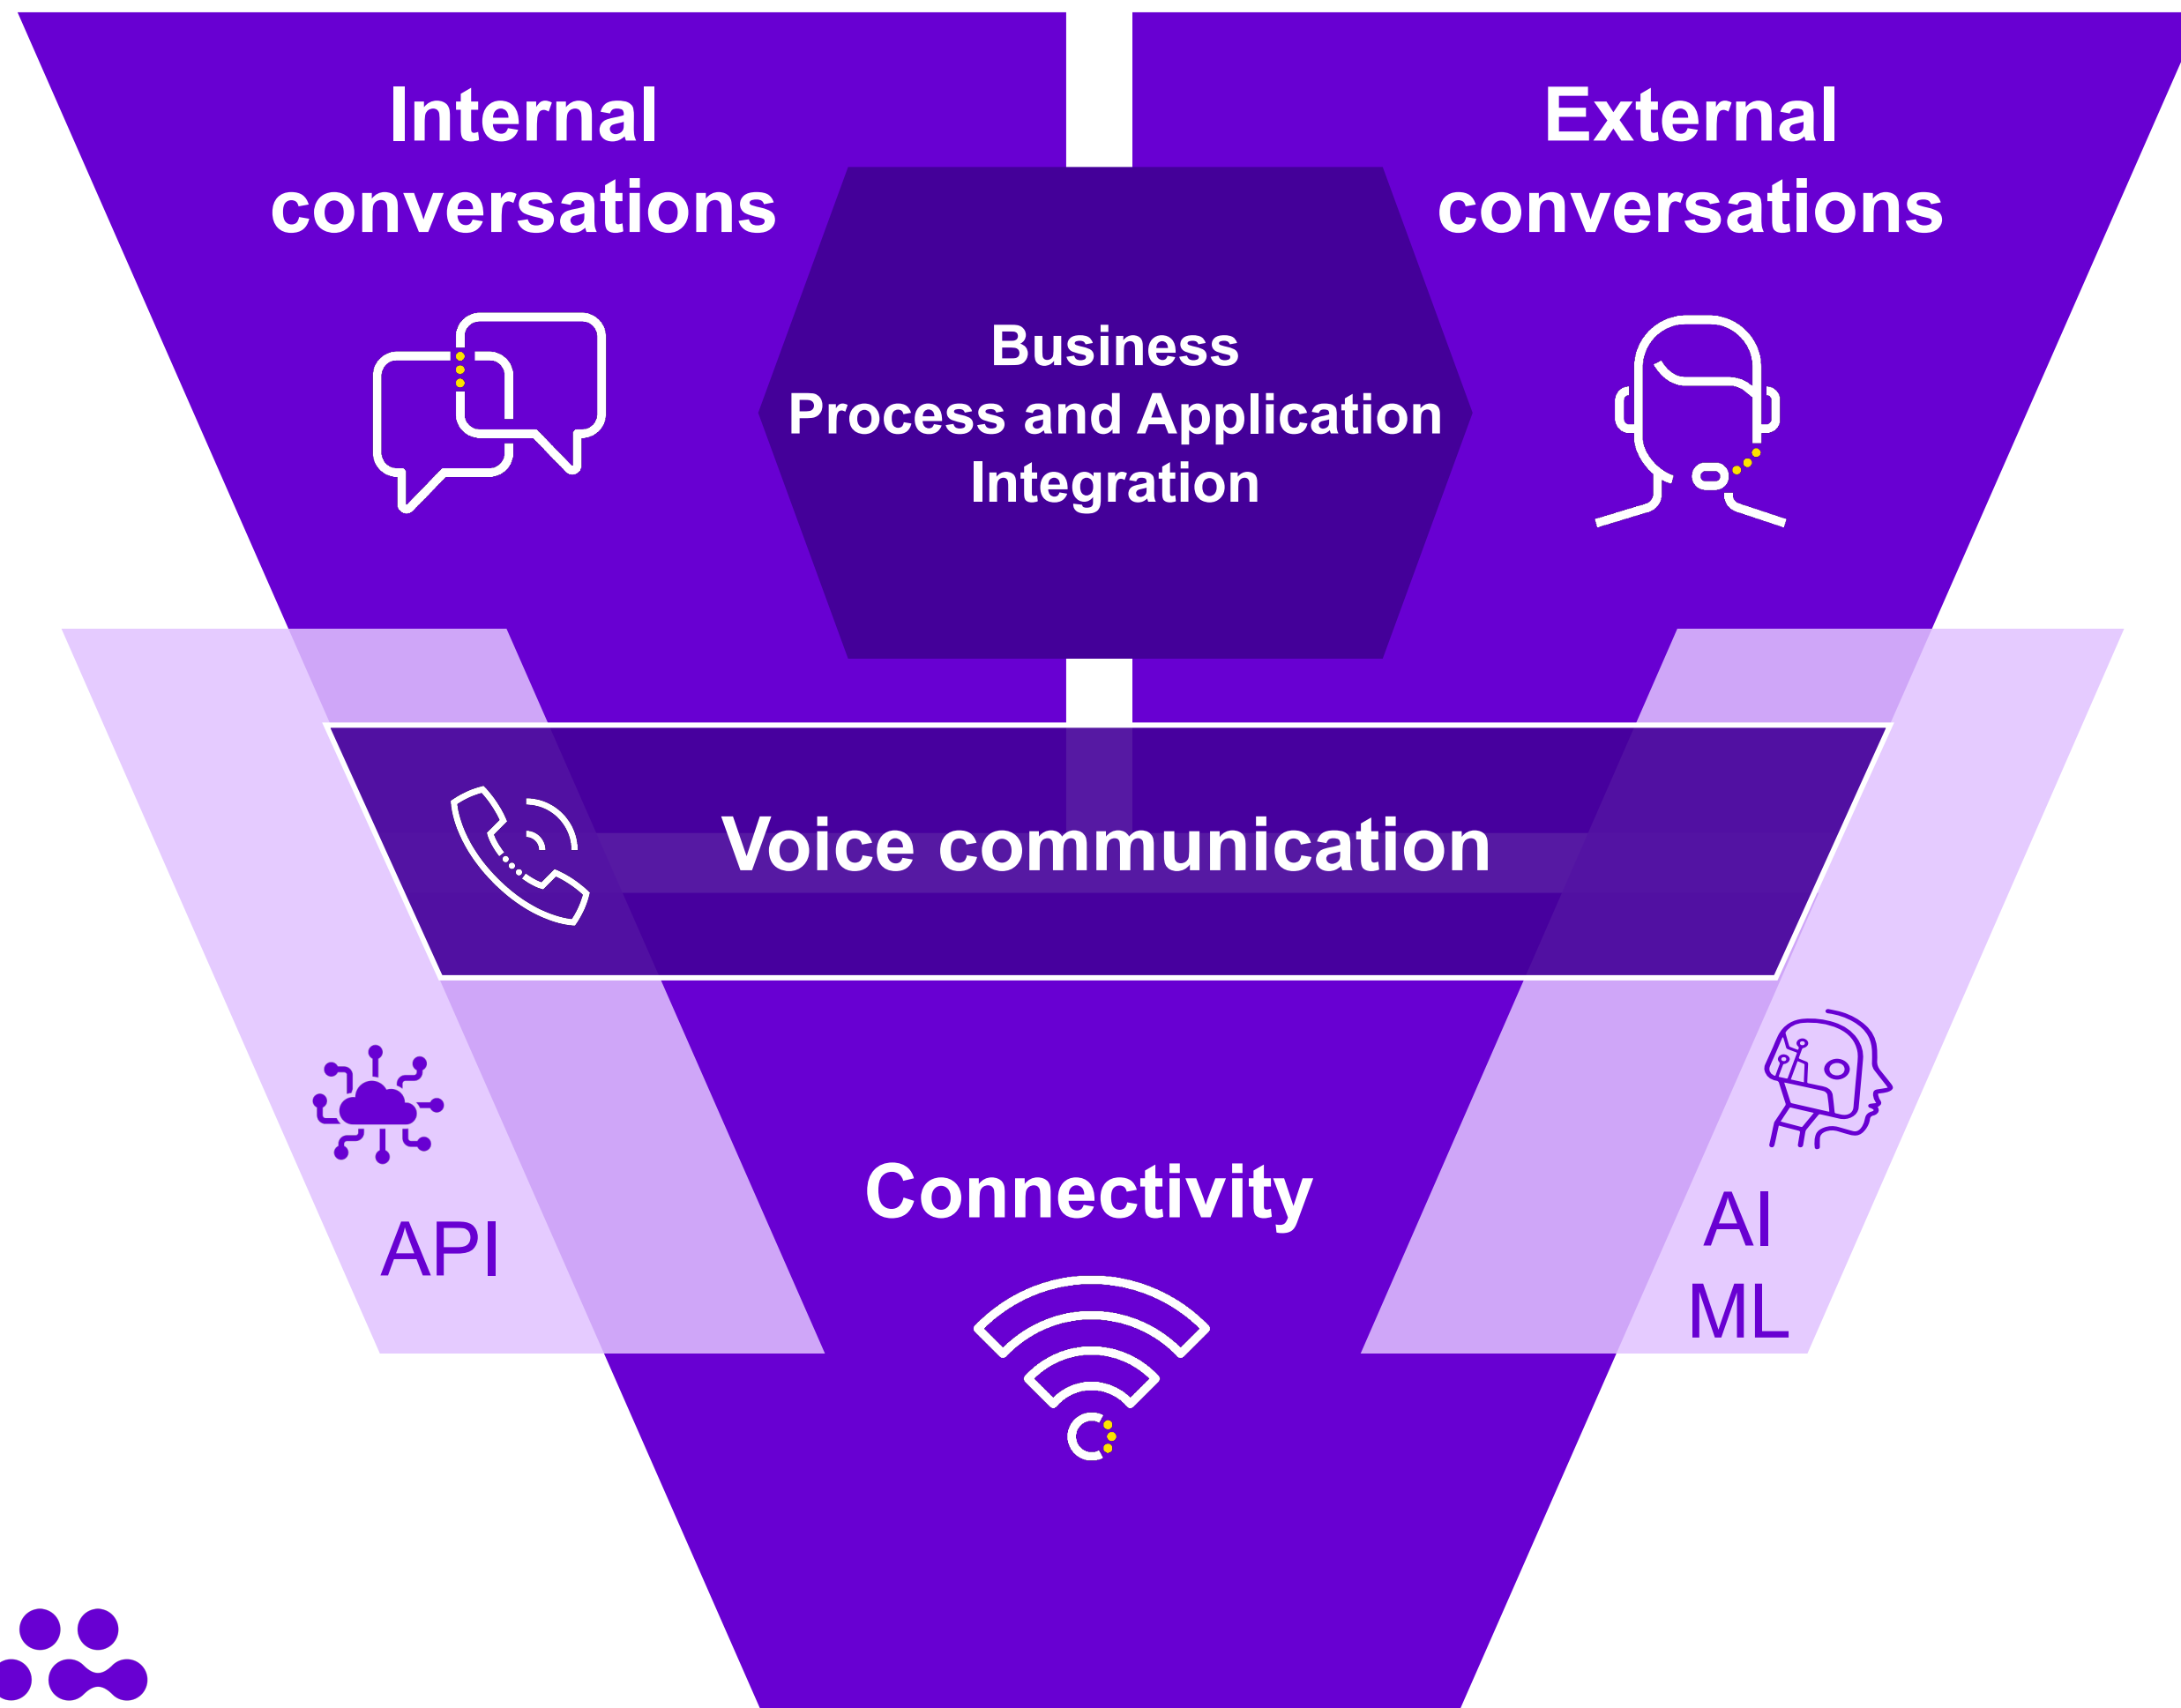 Internal
conversations
External
conversations
Business
Process and Application
Integration
Voice communication
API
Connectivity
AI
ML